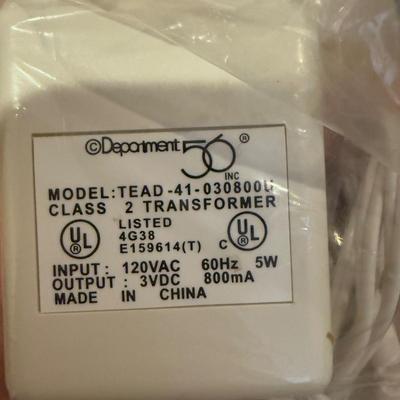 ©Department 56 ®
INC
MODEL:TEAD-41-030800U
CLASS 2 TRANSFORMER
UL LISTED C UL
4G38
E159614(T)
INPUT : 120VAC 60Hz 5W
OUTPUT : 3VDC 800mA
MADE IN CHINA